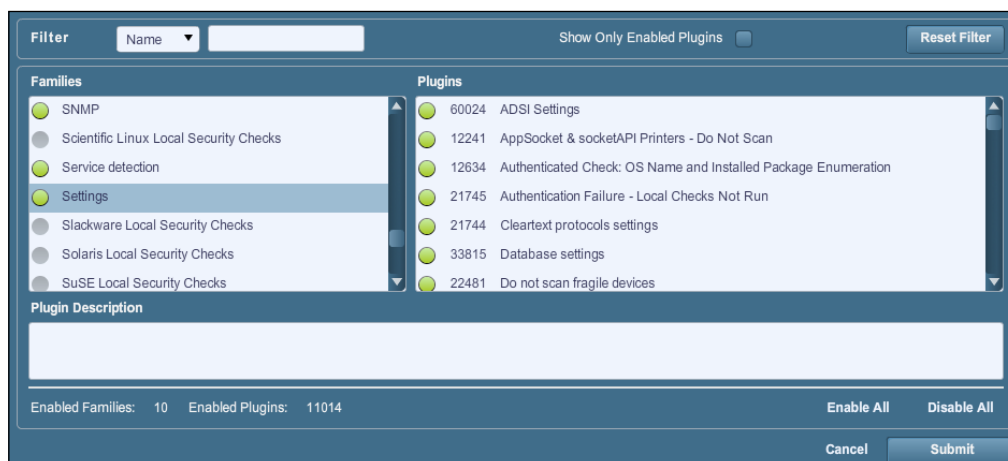 Filter Name Show Only Enabled Plugins Reset Filter
Families
SNMP
Scientific Linux Local Security Checks
Service detection
Settings
Slackware Local Security Checks
Solaris Local Security Checks
SuSE Local Security Checks
Plugins
60024 ADSI Settings
12241 AppSocket & socketAPI Printers - Do Not Scan
12634 Authenticated Check: OS Name and Installed Package Enumeration
21745 Authentication Failure - Local Checks Not Run
21744 Cleartext protocols settings
33815 Database settings
22481 Do not scan fragile devices
Plugin Description
Enabled Families: 10 Enabled Plugins: 11014 Enable All Disable All
Cancel Submit